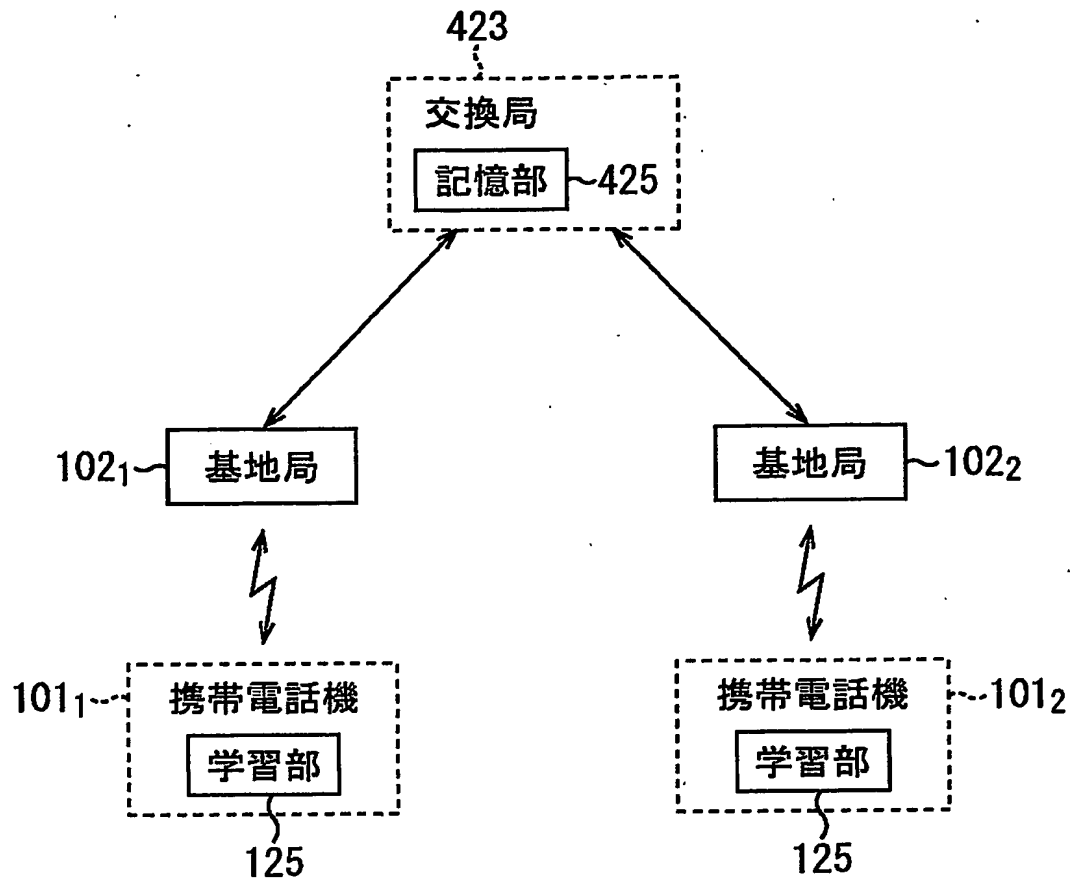 423
交換局
記憶部
425
102₁
基地局
基地局
102₂
101₁
携帯電話機
学習部
125
携帯電話機
101₂
学習部
125